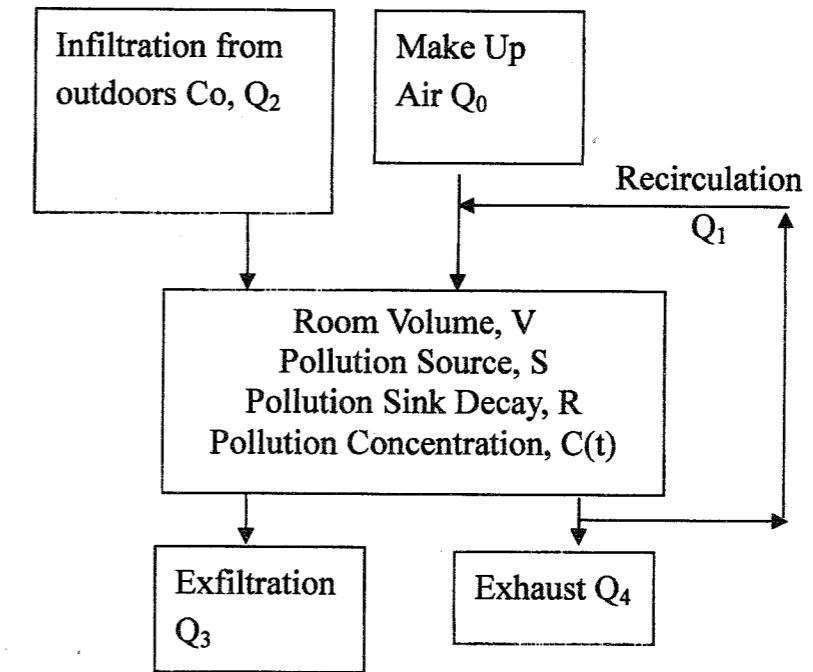 Infiltration from
outdoors Co, Q₂
Make Up
Air Q₀
Recirculation
Q₁
Room Volume, V
Pollution Source, S
Pollution Sink Decay, R
Pollution Concentration, C(t)
Exfiltration
Q₃
Exhaust Q₄